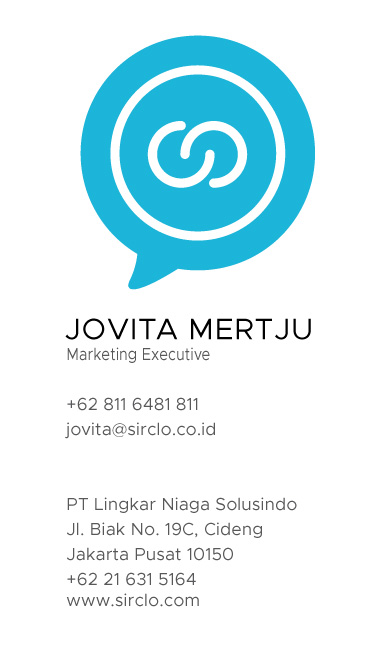 JOVITA MERTJU
Marketing Executive
+62 811 6481 811
jovita@sirclo.co.id
PT Lingkar Niaga Solusindo
Jl. Biak No. 19C, Cideng
Jakarta Pusat 10150
+62 21 631 5164
www.sirclo.com